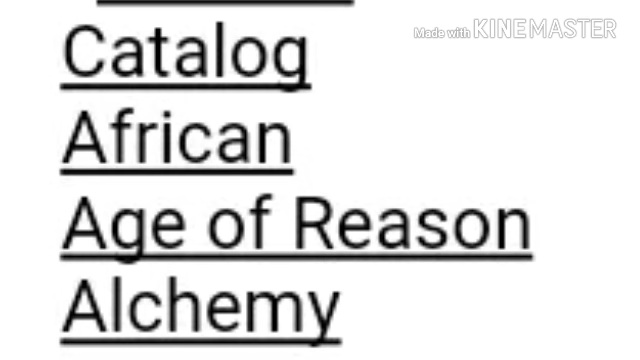 Made with KINEMASTER
Catalog
African
Age of Reason
Alchemy